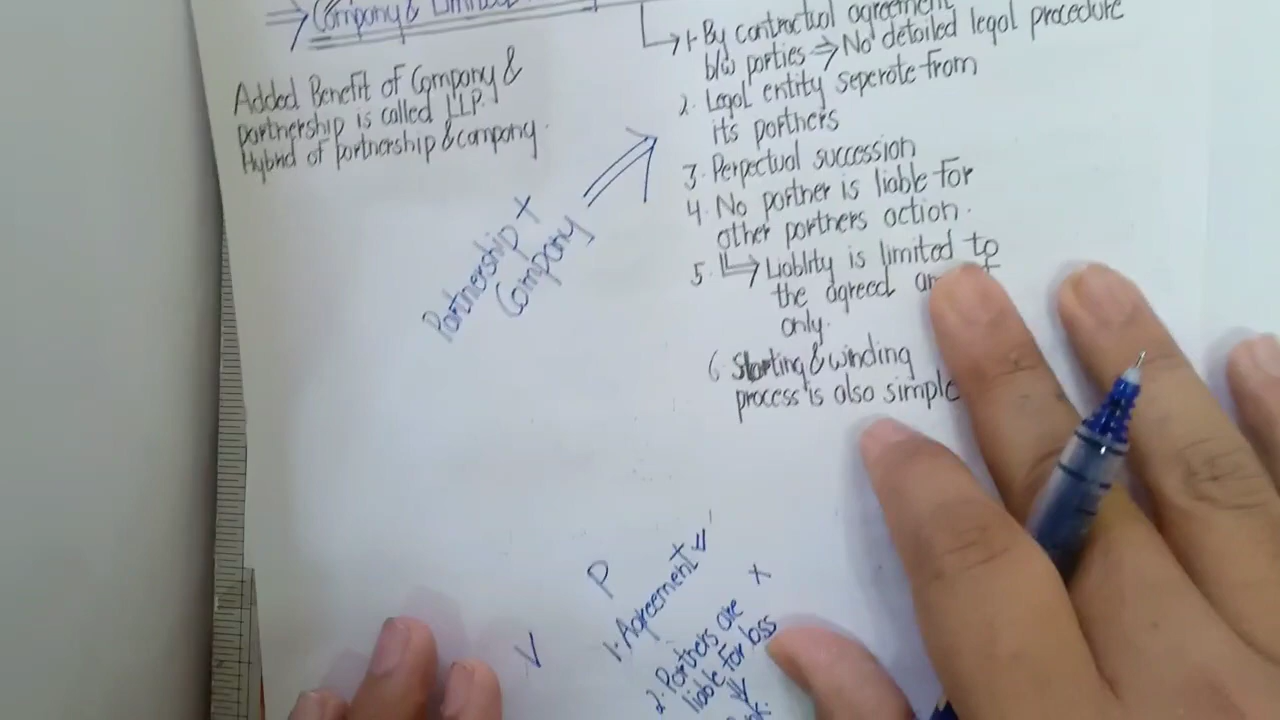 ⇒ Company &
Added Benefit of Company &
partnership is called LLP.
Hybrid of partnership & company.
Partnership +
Company
1. By contractual agreement
b/w parties ⇒ No detailed legal procedure
2. Legal entity seperate from
its partners
3. Perpectual succession
4. No partner is liable for
other partners action.
5. Liablity is limited to
the agreed
only.
6 Starting & winding
process is also simple
P
1. Agreement
2. Partners are
liable for loss